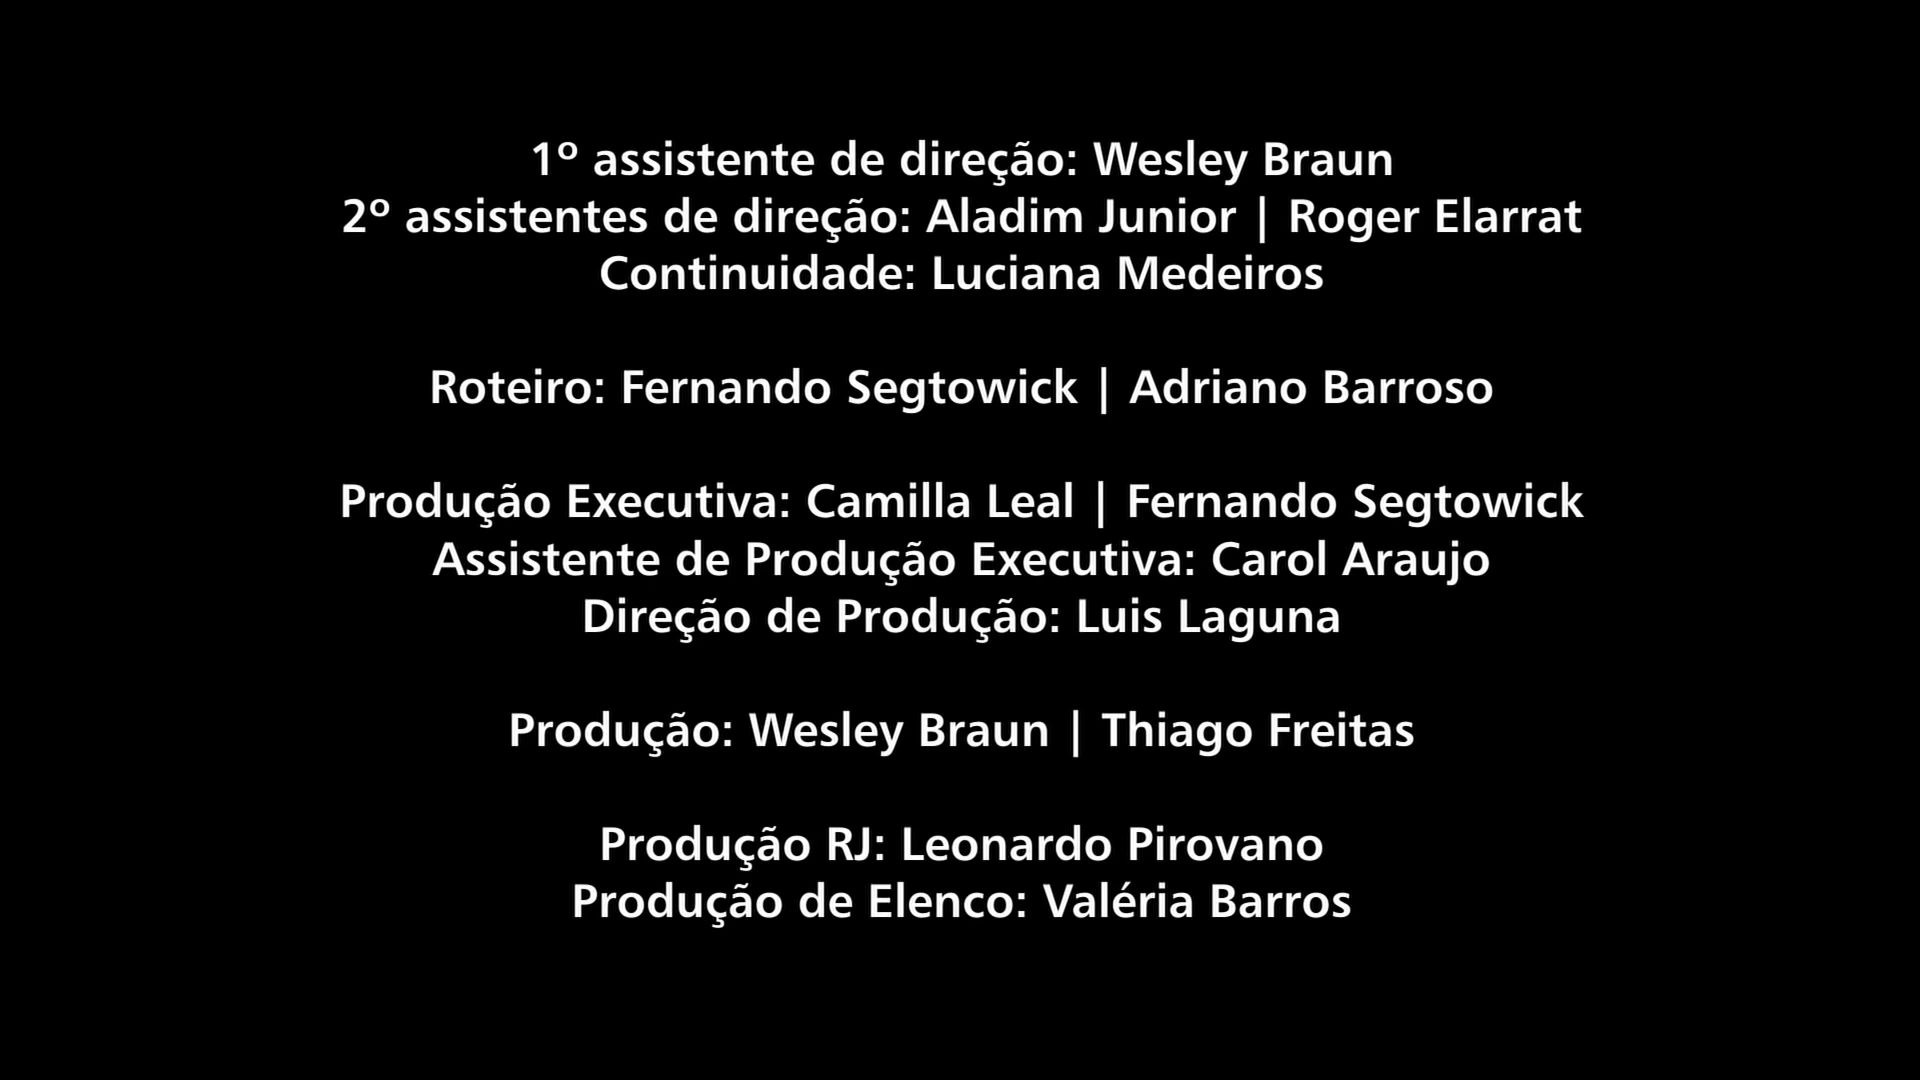 1º assistente de direção: Wesley Braun
2º assistentes de direção: Aladim Junior | Roger Elarrat
Continuidade: Luciana Medeiros
Roteiro: Fernando Segtowick | Adriano Barroso
Produção Executiva: Camilla Leal | Fernando Segtowick
Assistente de Produção Executiva: Carol Araujo
Direção de Produção: Luis Laguna
Produção: Wesley Braun | Thiago Freitas
Produção RJ: Leonardo Pirovano
Produção de Elenco: Valéria Barros